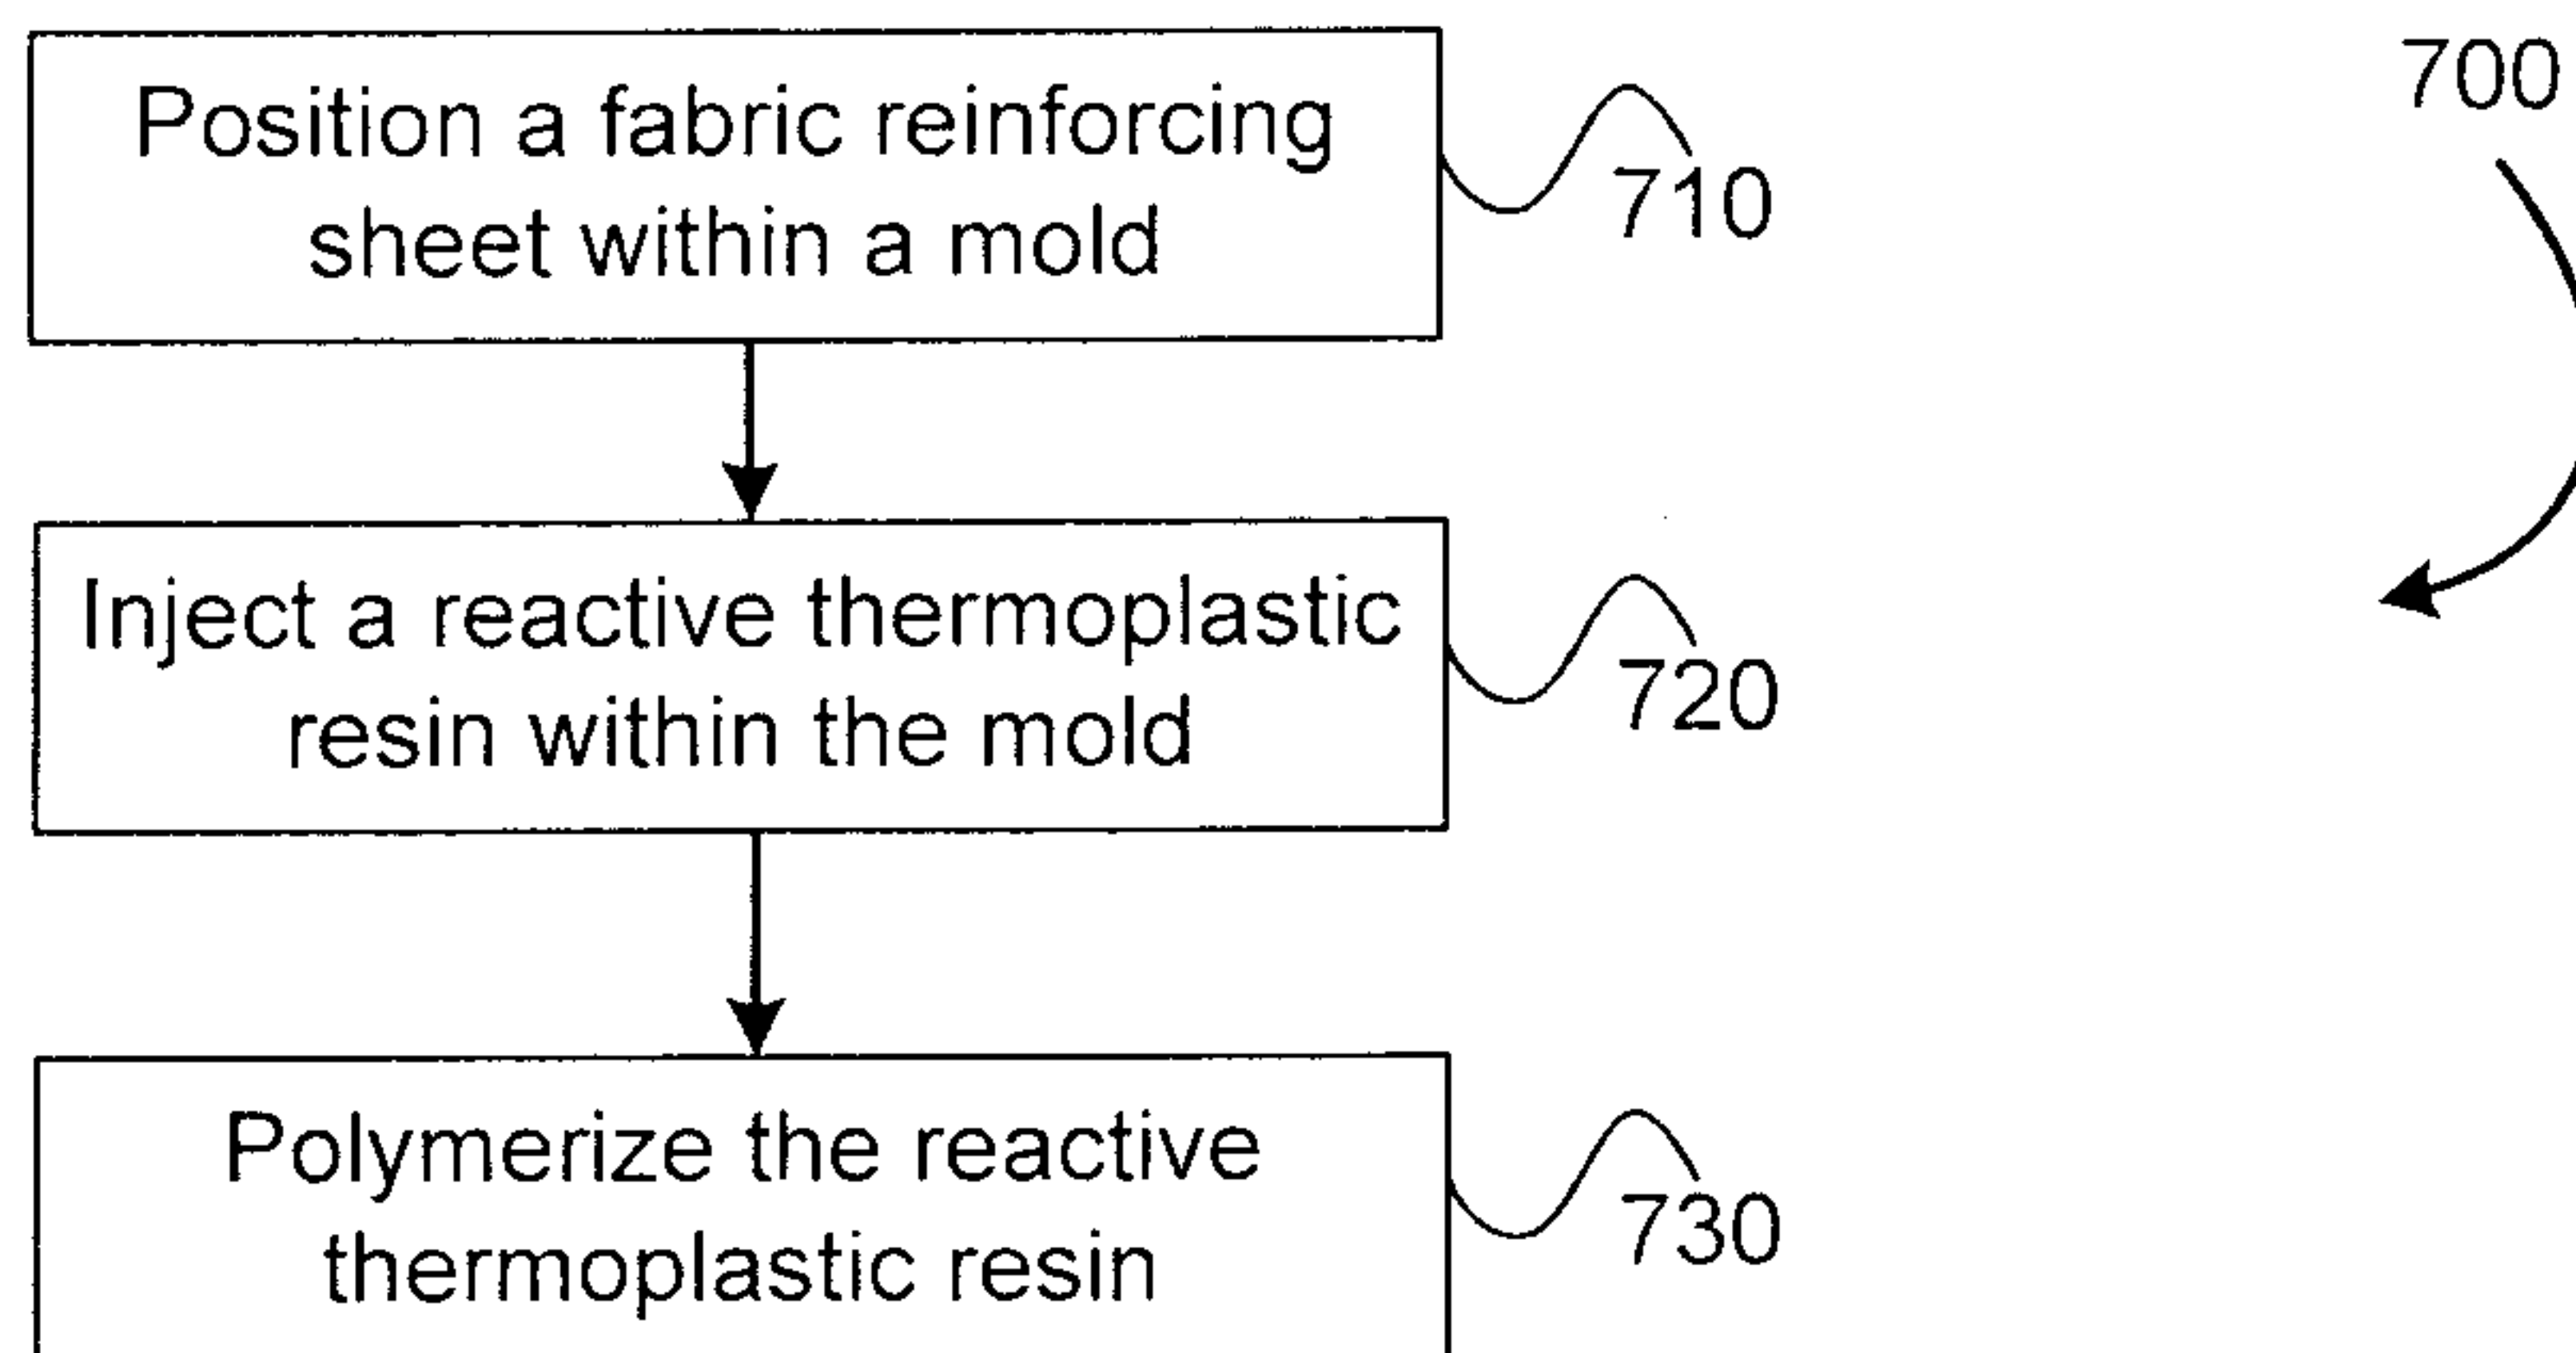 Position a fabric reinforcing
sheet within a mold
710
700
Inject a reactive thermoplastic
resin within the mold
720
Polymerize the reactive
thermoplastic resin
730